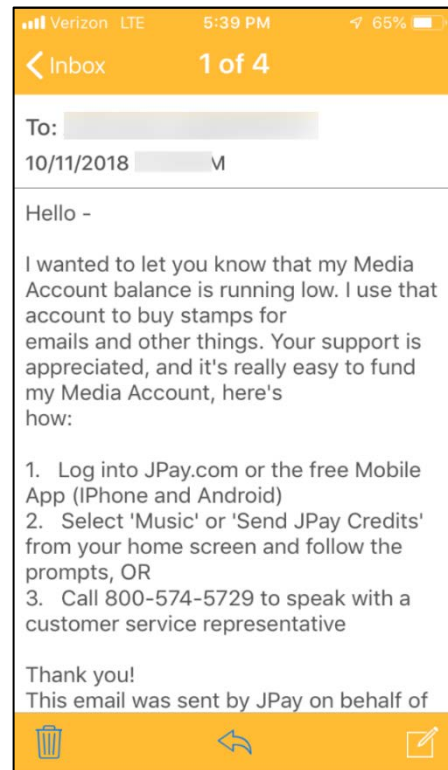 Verizon LTE 5:39 PM 65%
Inbox 1 of 4
To:
10/11/2018 M
Hello -
I wanted to let you know that my Media
Account balance is running low. I use that
account to buy stamps for
emails and other things. Your support is
appreciated, and it's really easy to fund
my Media Account, here's
how:
1. Log into JPay.com or the free Mobile
App (IPhone and Android)
2. Select 'Music' or 'Send JPay Credits'
from your home screen and follow the
prompts, OR
3. Call 800-574-5729 to speak with a
customer service representative
Thank you!
This email was sent by JPay on behalf of